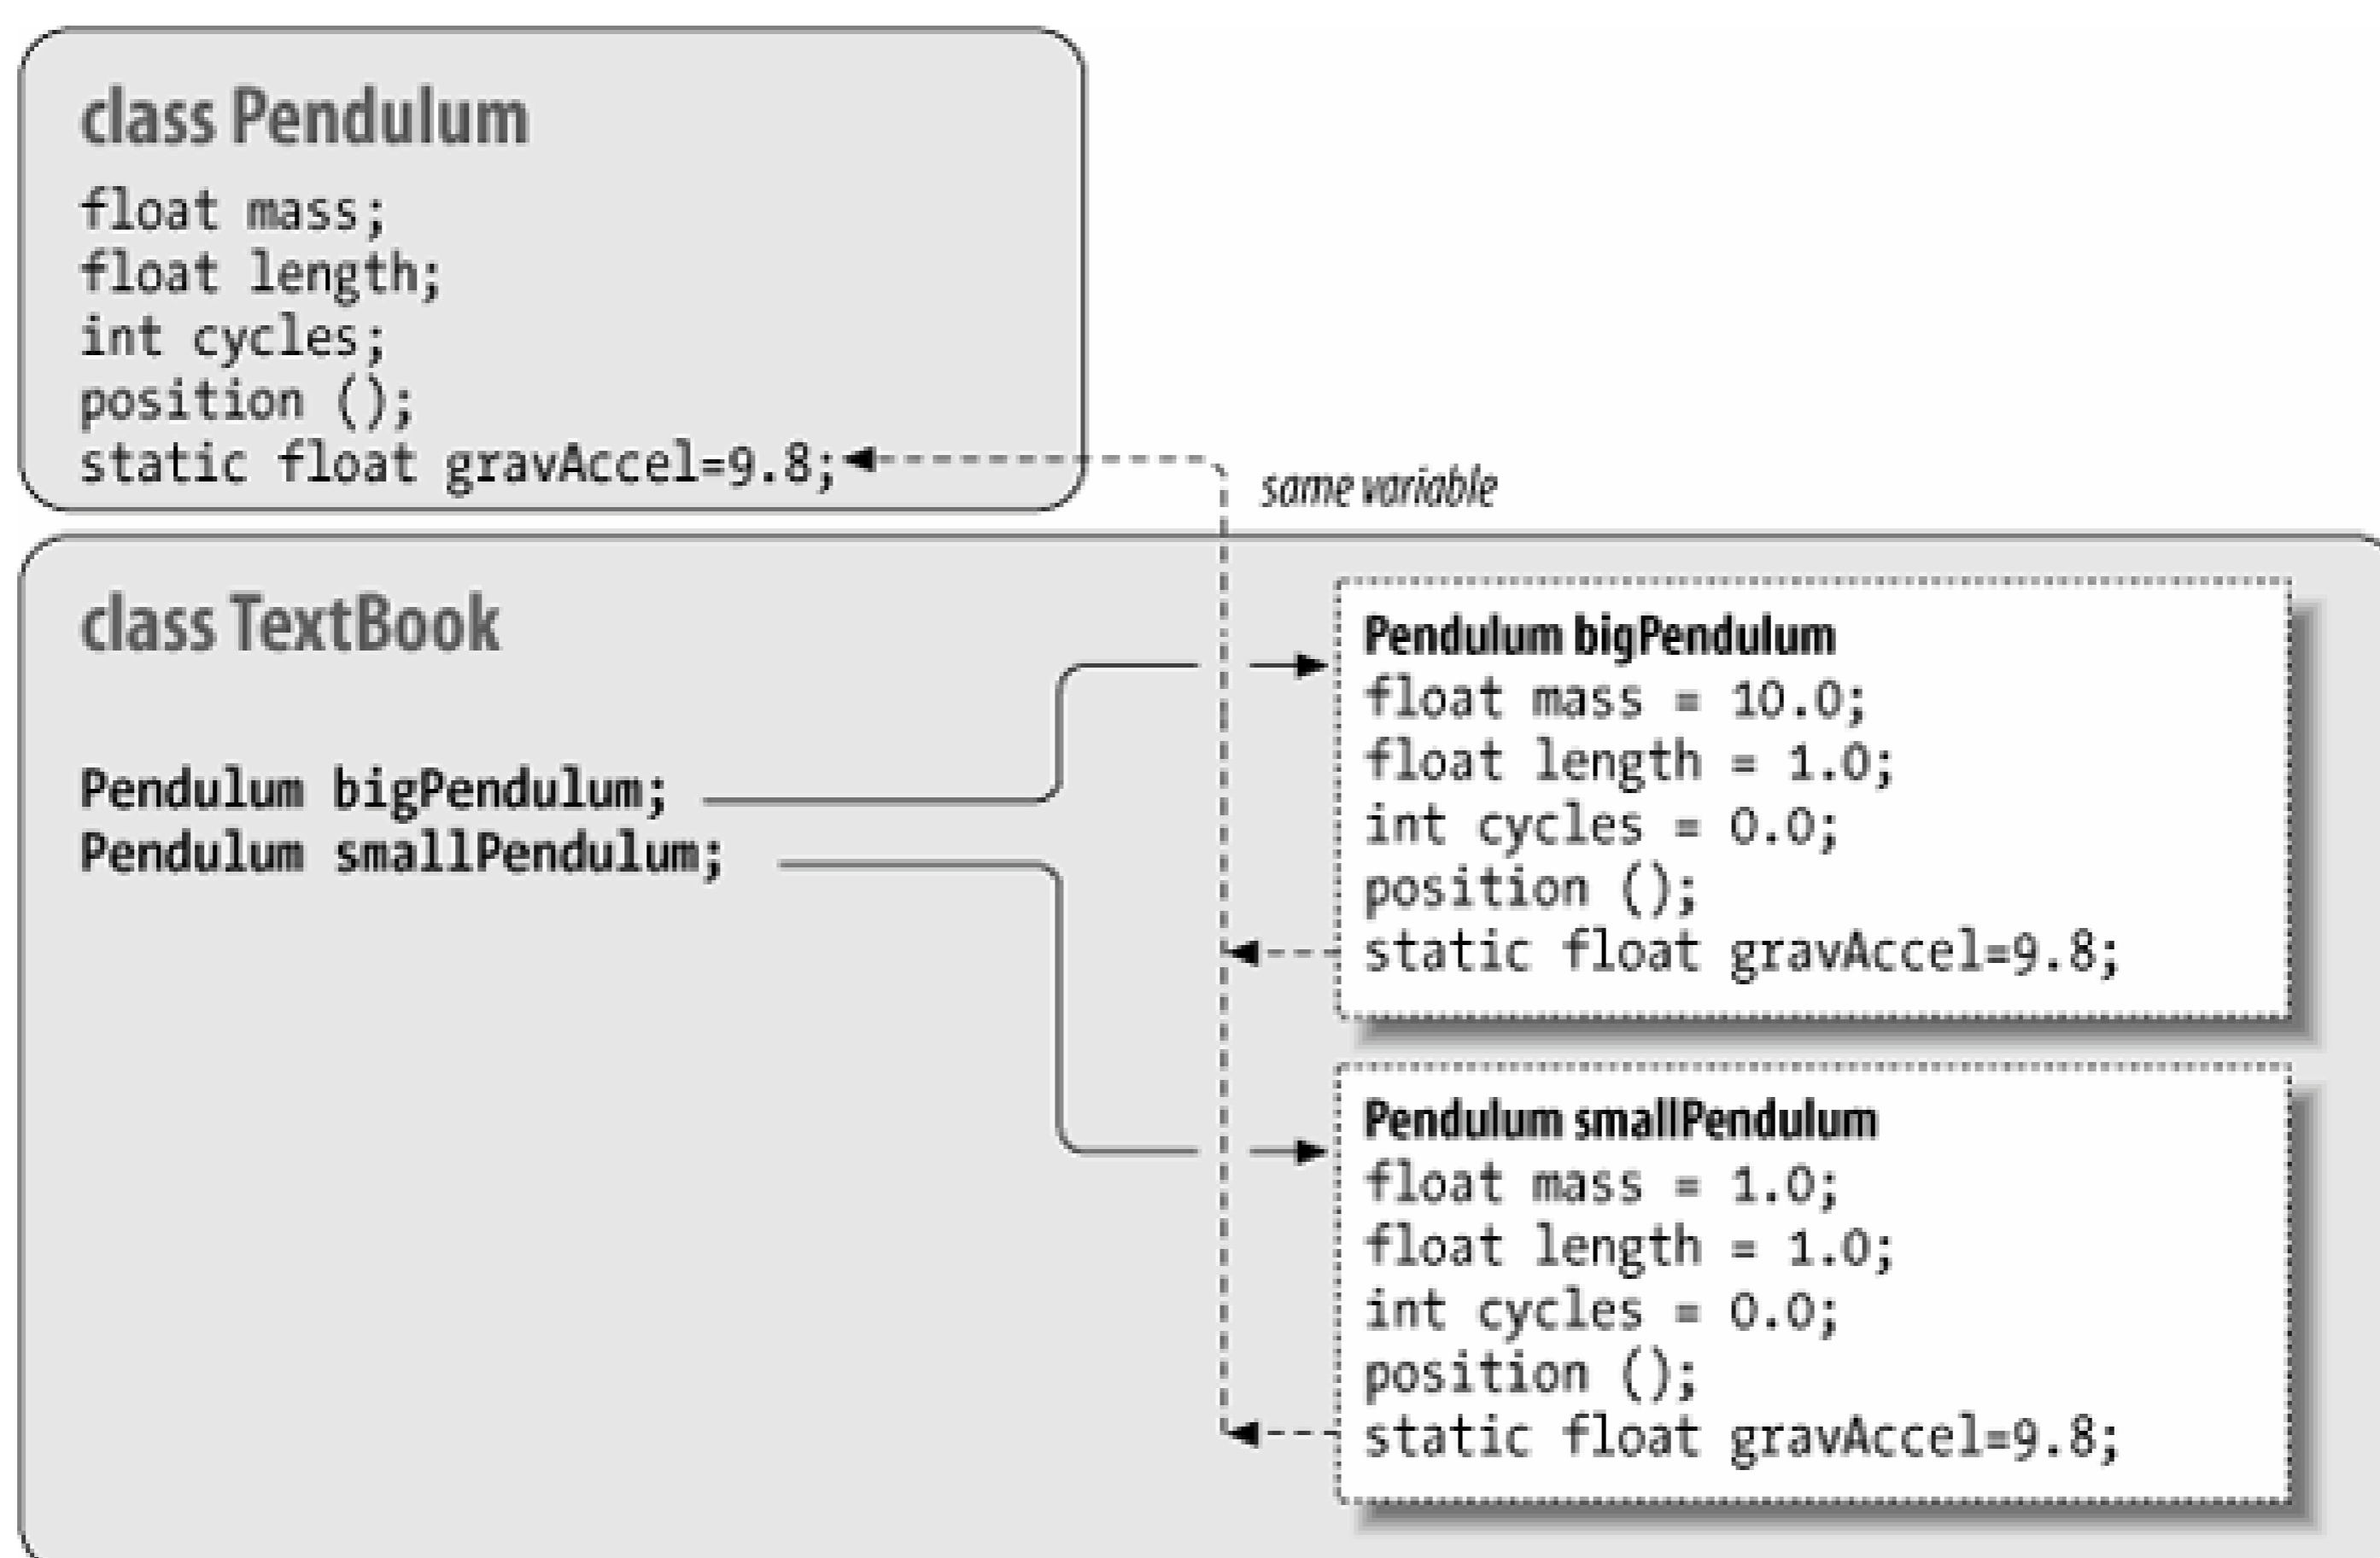 class Pendulum
float mass;
float length;
int cycles;
position ();
static float gravAccel=9.8;
same variable
class TextBook
Pendulum bigPendulum;
Pendulum smallPendulum;
Pendulum bigPendulum
float mass = 10.0;
float length = 1.0;
int cycles = 0.0;
position ();
static float gravAccel=9.8;
Pendulum smallPendulum
float mass = 1.0;
float length = 1.0;
int cycles = 0.0;
position ();
static float gravAccel=9.8;